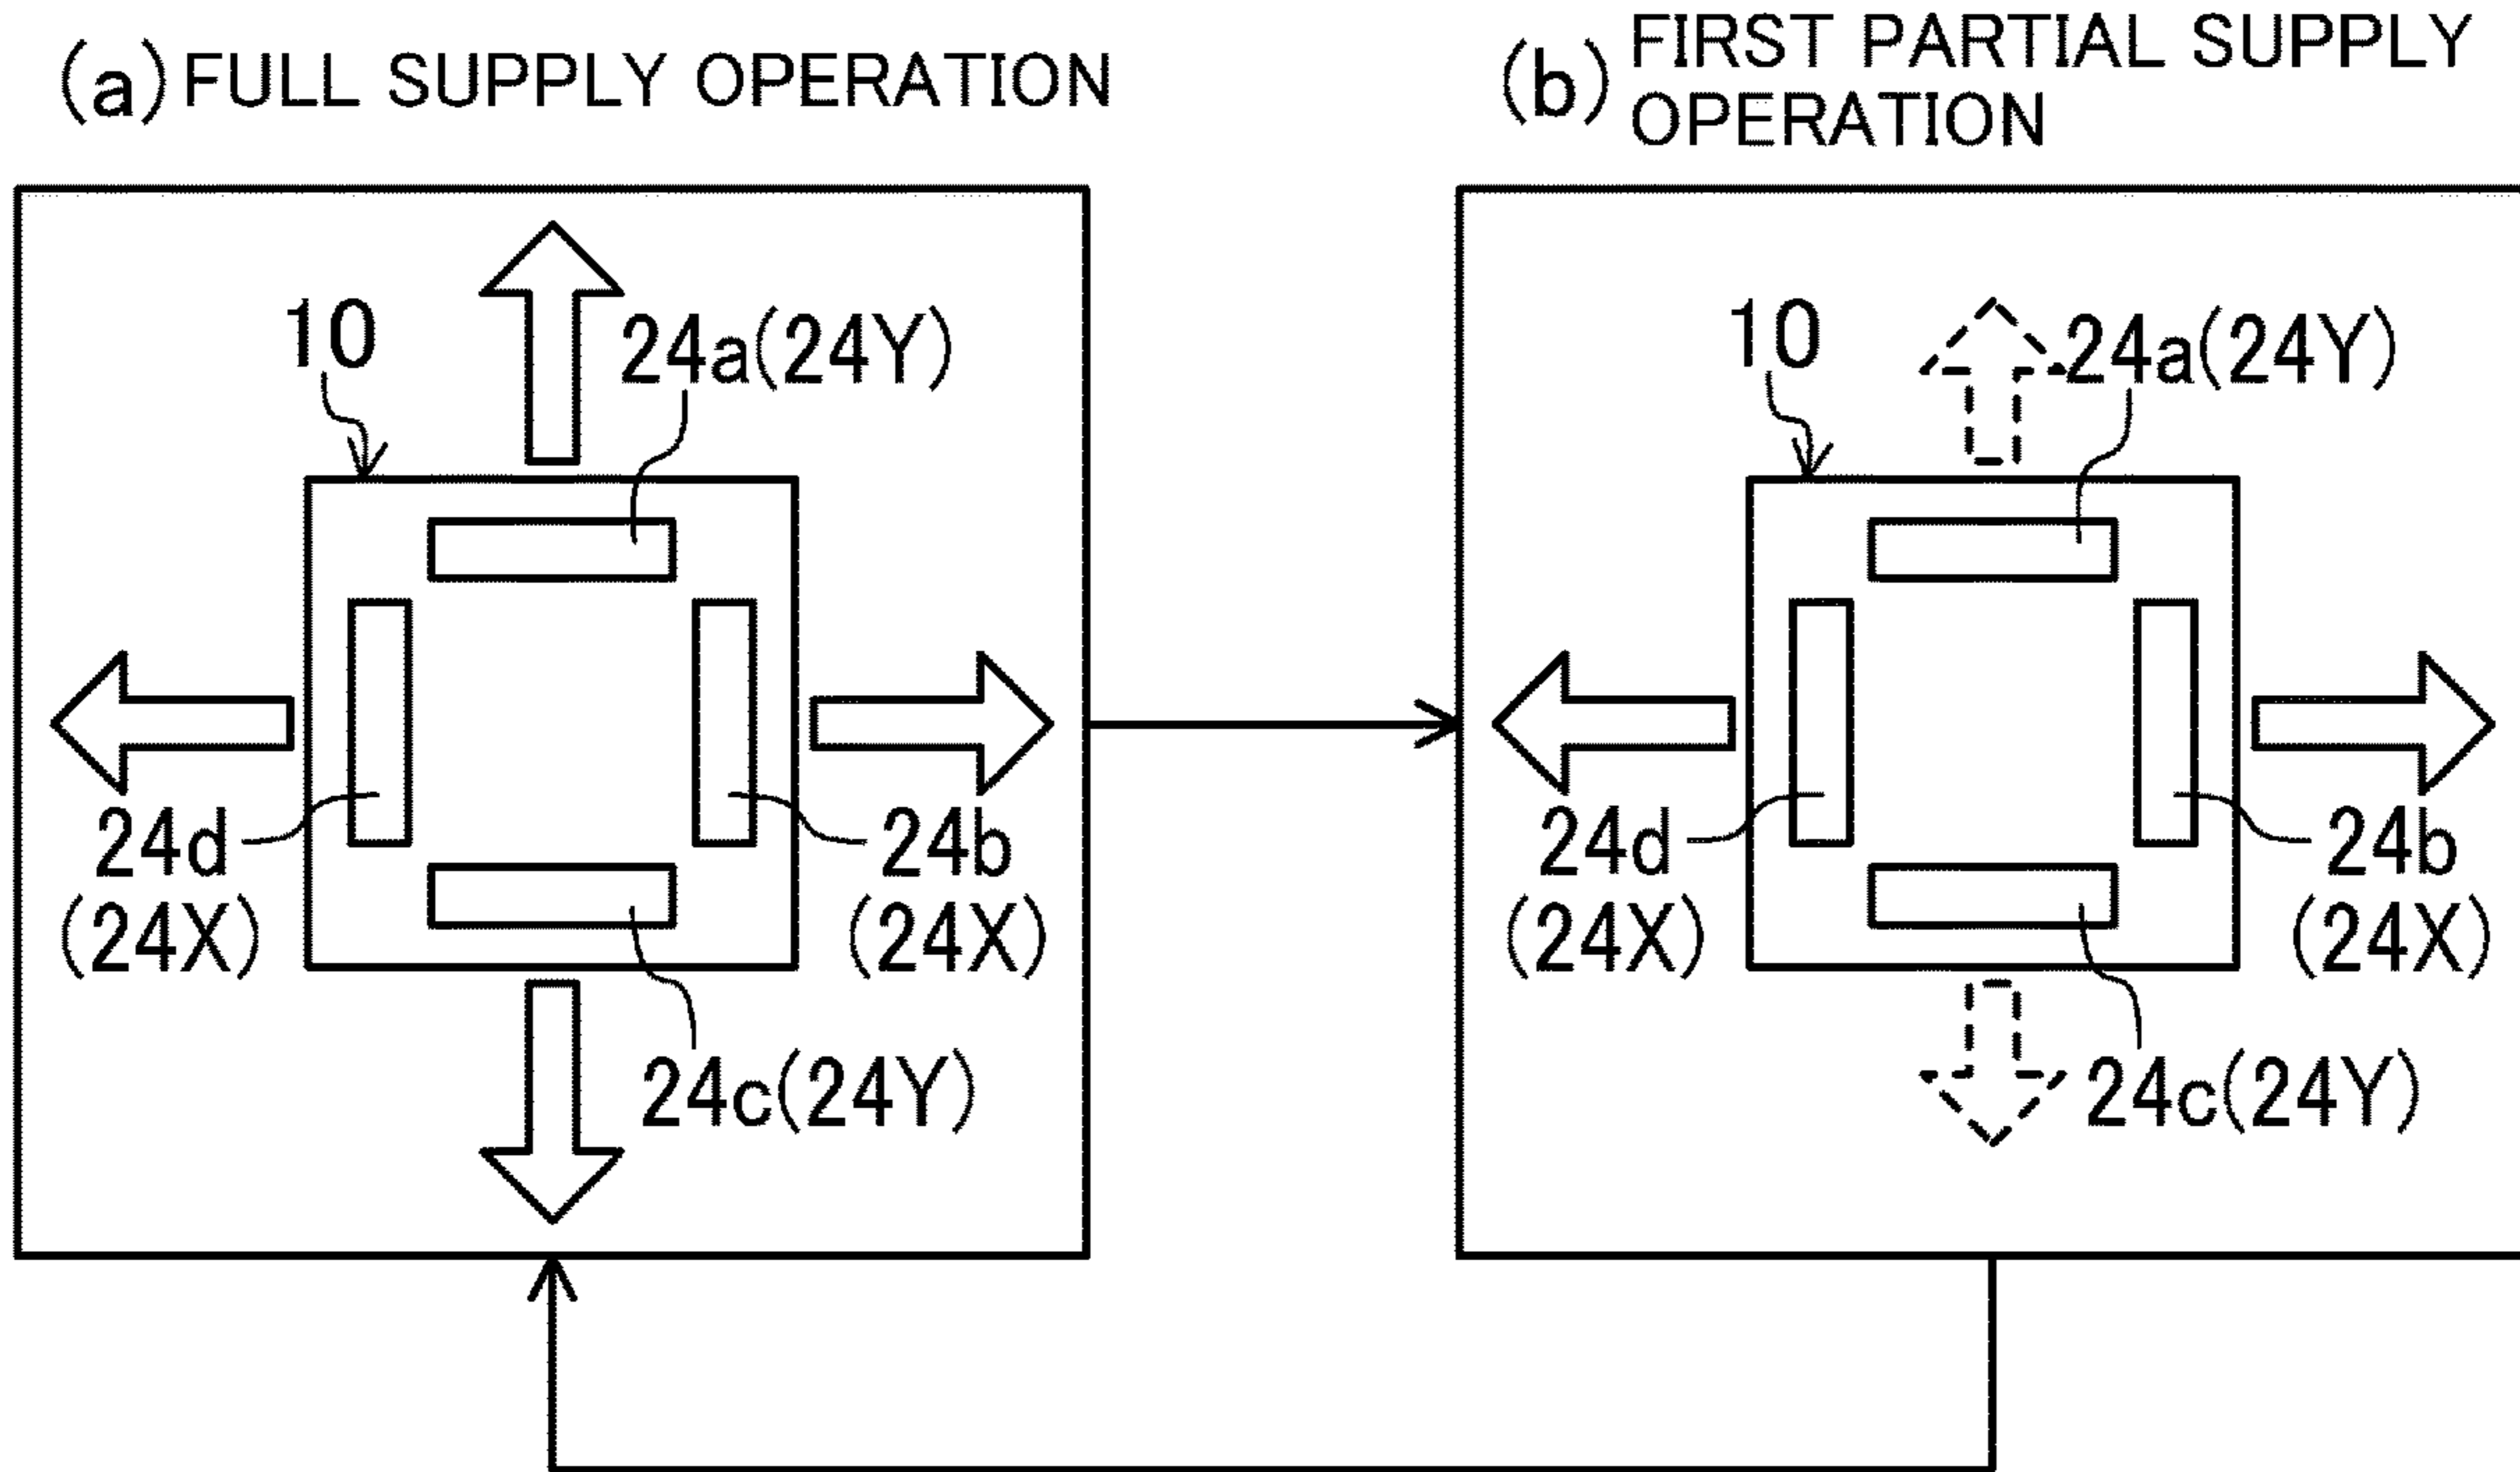 (a) FULL SUPPLY OPERATION
10
24a(24Y)
24d
(24X)
24b
(24X)
24c(24Y)
(b) FIRST PARTIAL SUPPLY
OPERATION
10
24a(24Y)
24d
(24X)
24b
(24X)
24c(24Y)